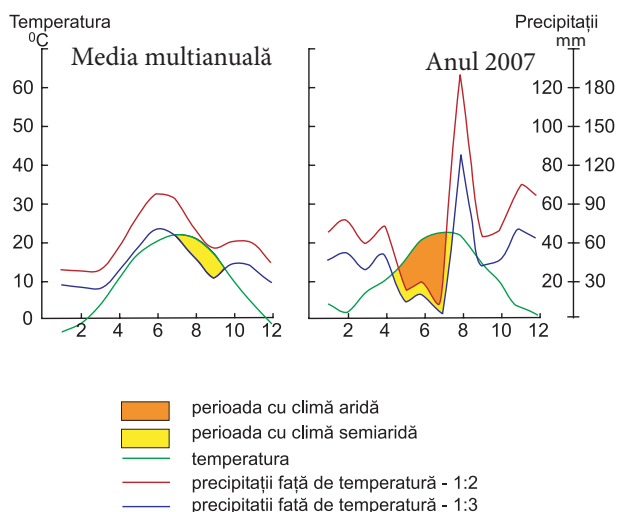 Temperatura
⁰C
Precipitații
mm
Media multianuală
Anul 2007
60
50
40
30
20
10
0
2 4 6 8 10 12
2 4 6 8 10 12
120 180
100 150
80 120
60 90
40 60
20 30
perioada cu climă aridă
perioada cu climă semiaridă
temperatura
precipitații față de temperatură - 1:2
precipitatii față de temperatură - 1:3